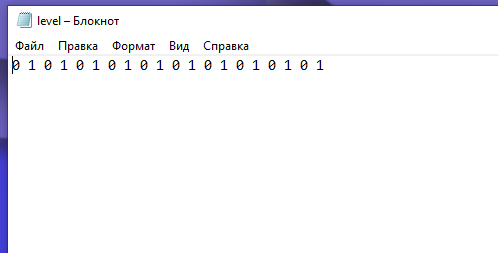 level – Блокнот
Файл Правка Формат Вид Справка
0 1 0 1 0 1 0 1 0 1 0 1 0 1 0 1 0 1 0 1